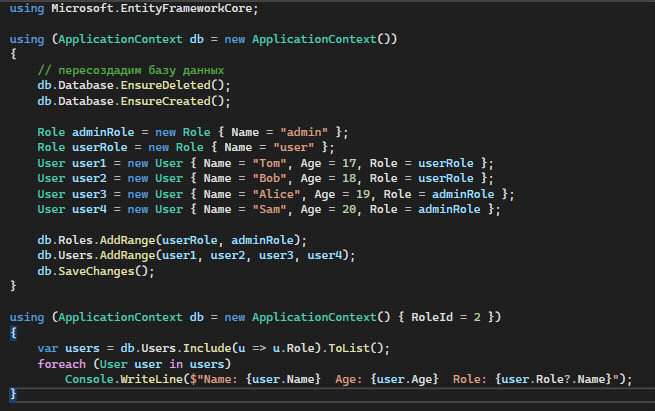 using Microsoft.EntityFrameworkCore;
using (ApplicationContext db = new ApplicationContext())
{
// пересоздадим базу данных
db.Database.EnsureDeleted();
db.Database.EnsureCreated();
Role adminRole = new Role { Name = "admin" };
Role userRole = new Role { Name = "user" };
User user1 = new User { Name = "Tom", Age = 17, Role = userRole };
User user2 = new User { Name = "Bob", Age = 18, Role = userRole };
User user3 = new User { Name = "Alice", Age = 19, Role = adminRole };
User user4 = new User { Name = "Sam", Age = 20, Role = adminRole };
db.Roles.AddRange(userRole, adminRole);
db.Users.AddRange(user1, user2, user3, user4);
db.SaveChanges();
}
using (ApplicationContext db = new ApplicationContext() { RoleId = 2 })
{
var users = db.Users.Include(u => u.Role).ToList();
foreach (User user in users)
Console.WriteLine($"Name: {user.Name}  Age: {user.Age}  Role: {user.Role?.Name}");
}